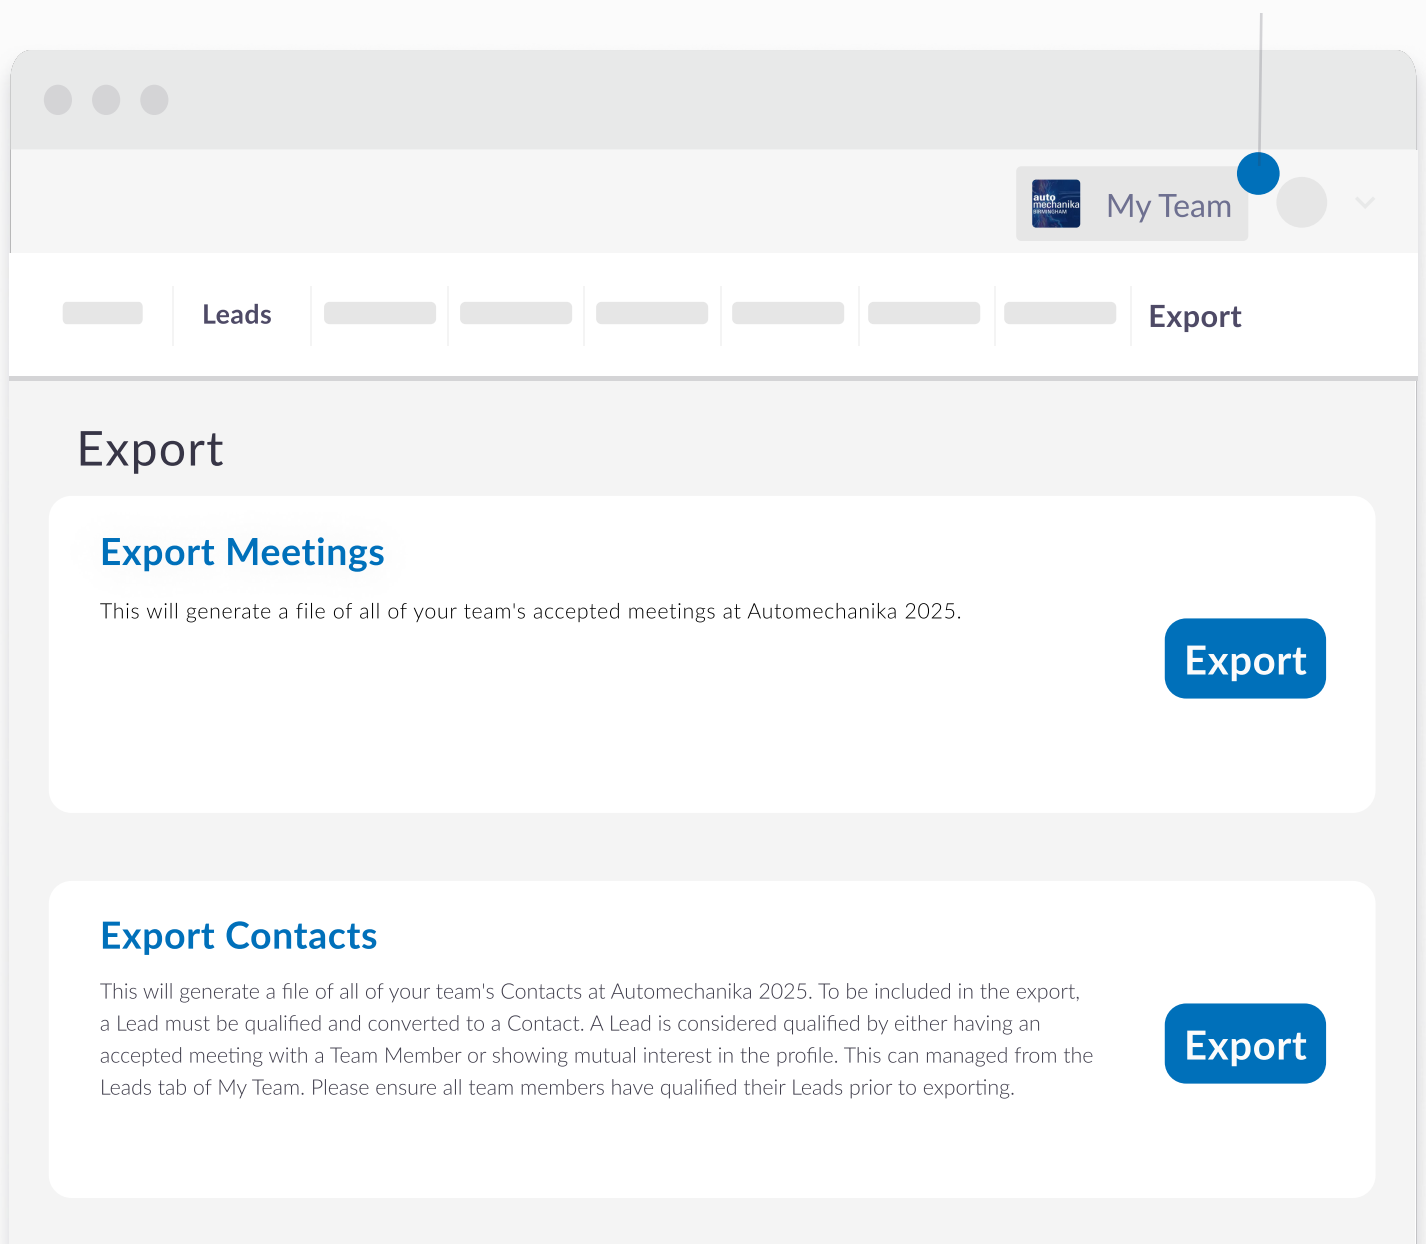 auto
mechanika
BIRMINGHAM
My Team
Leads
Export
Export
Export Meetings
This will generate a file of all of your team's accepted meetings at Automechanika 2025.
Export
Export Contacts
This will generate a file of all of your team's Contacts at Automechanika 2025. To be included in the export,
a Lead must be qualified and converted to a Contact. A Lead is considered qualified by either having an
accepted meeting with a Team Member or showing mutual interest in the profile. This can managed from the
Leads tab of My Team. Please ensure all team members have qualified their Leads prior to exporting.
Export